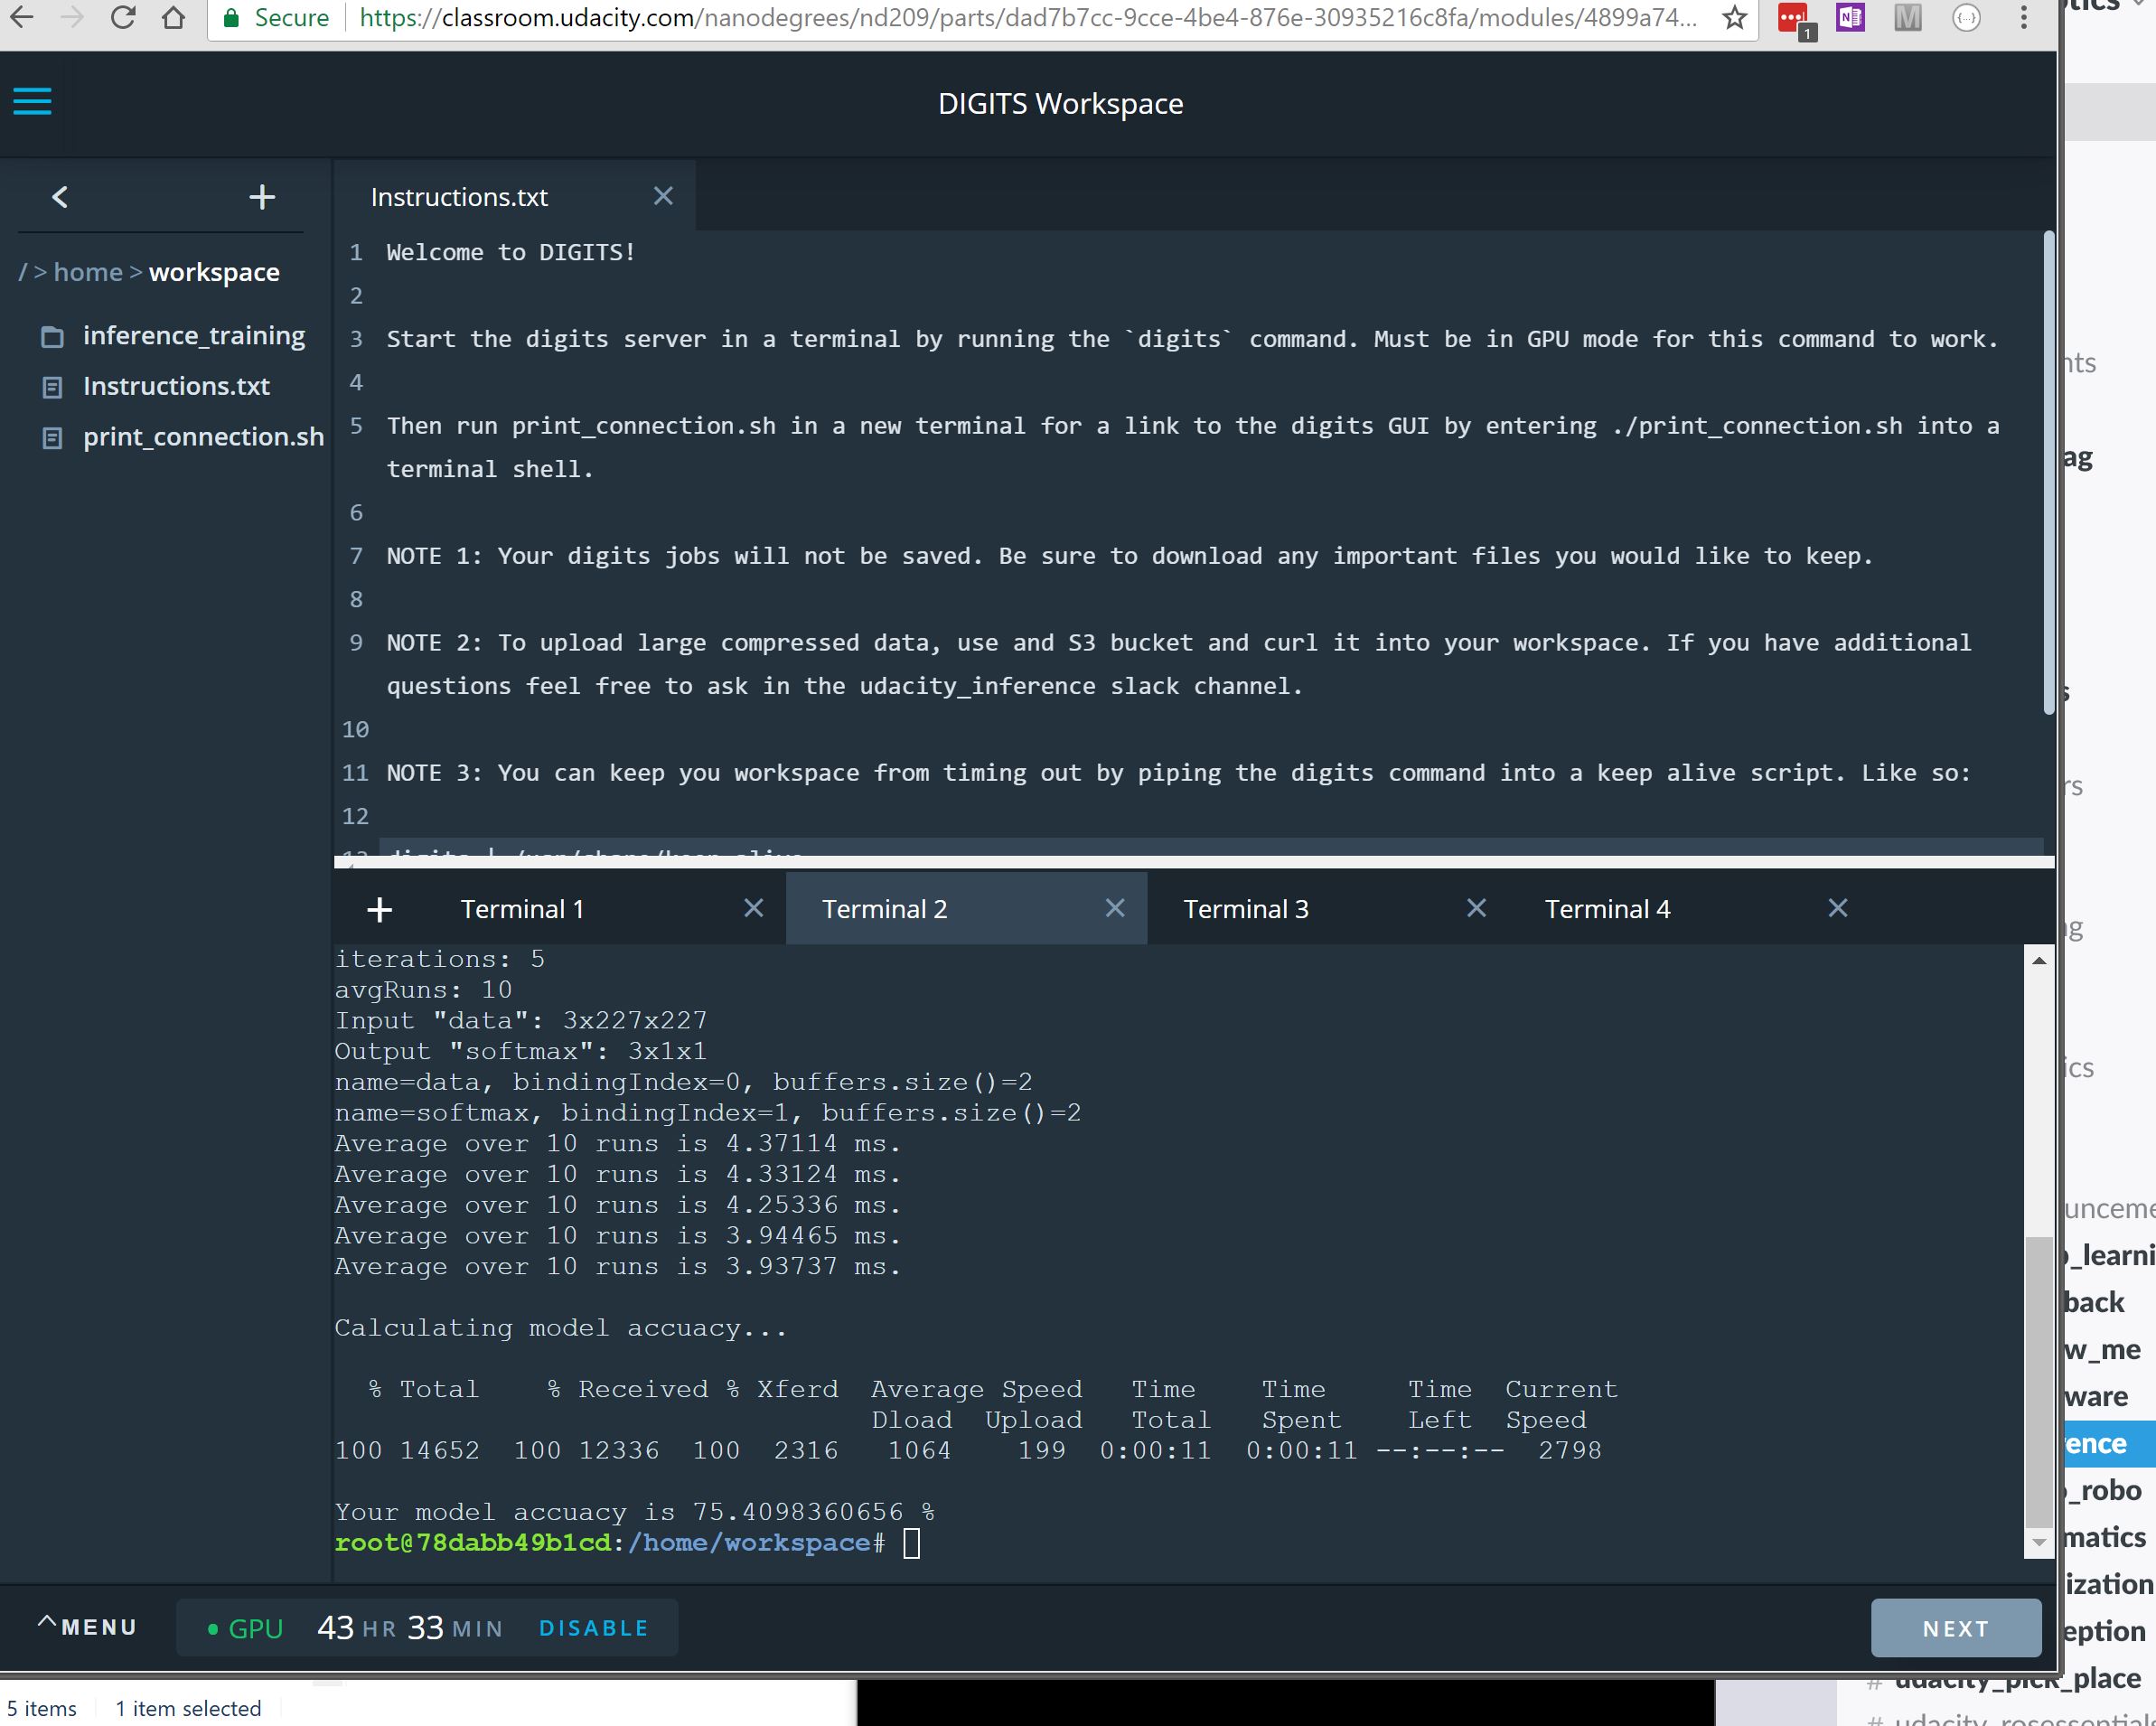 Secure https://classroom.udacity.com/nanodegrees/nd209/parts/dad7b7cc-9cce-4be4-876e-30935216c8fa/modules/4899a74...
1
DIGITS Workspace
Instructions.txt
/ > home > workspace
inference_training
Instructions.txt
print_connection.sh
1 Welcome to DIGITS!
2
3 Start the digits server in a terminal by running the `digits` command. Must be in GPU mode for this command to work.
4
5 Then run print_connection.sh in a new terminal for a link to the digits GUI by entering ./print_connection.sh into a
terminal shell.
6
7 NOTE 1: Your digits jobs will not be saved. Be sure to download any important files you would like to keep.
8
9 NOTE 2: To upload large compressed data, use and S3 bucket and curl it into your workspace. If you have additional
questions feel free to ask in the udacity_inference slack channel.
10
11 NOTE 3: You can keep you workspace from timing out by piping the digits command into a keep alive script. Like so:
12
Terminal 1
Terminal 2
Terminal 3
Terminal 4
iterations: 5
avgRuns: 10
Input "data": 3x227x227
Output "softmax": 3x1x1
name=data, bindingIndex=0, buffers.size()=2
name=softmax, bindingIndex=1, buffers.size()=2
Average over 10 runs is 4.37114 ms.
Average over 10 runs is 4.33124 ms.
Average over 10 runs is 4.25336 ms.
Average over 10 runs is 3.94465 ms.
Average over 10 runs is 3.93737 ms.
Calculating model accuacy...
% Total % Received % Xferd Average Speed Time Time Time Current
Dload Upload Total Spent Left Speed
100 14652 100 12336 100 2316 1064 199 0:00:11 0:00:11 --:--:-- 2798
Your model accuacy is 75.4098360656 %
root@78dabb49b1cd:/home/workspace#
^MENU
GPU 43 HR 33 MIN DISABLE
NEXT
5 items 1 item selected
nts
ag
rs
ics
unceme
_learni
back
w_me
ware
ence
_robo
matics
ization
eption
# udacity_pick_place